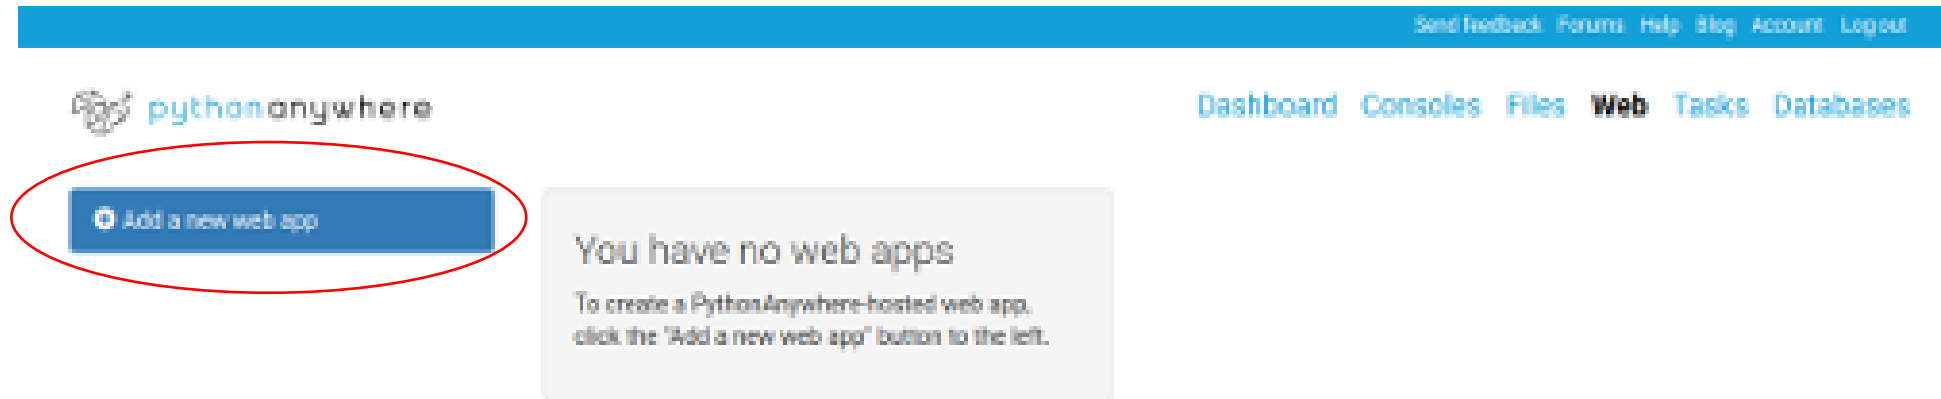 Send feedback Forums Help Blog Account Log out
pythonanywhere
Dashboard Consoles Files Web Tasks Databases
Add a new web app
You have no web apps
To create a PythonAnywhere-hosted web app,
click the "Add a new web app" button to the left.